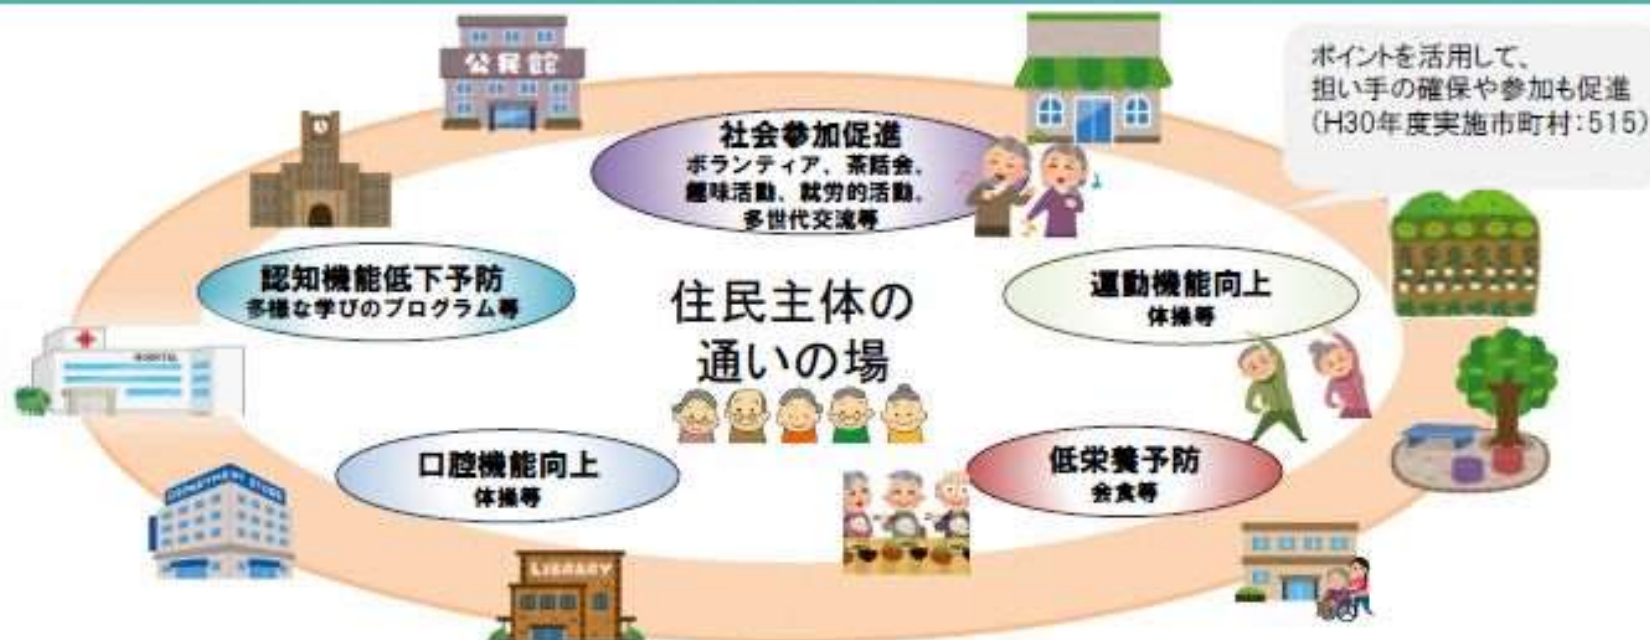 公民館
ポイントを活用して、
担い手の確保や参加も促進
(H30年度実施市町村：515)
社会参加促進
ボランティア、茶話会、
趣味活動、就労的活動、
多世代交流等
認知機能低下予防
多様な学びのプログラム等
住民主体の
通いの場
運動機能向上
体操等
HOSPITAL
口腔機能向上
体操等
低栄養予防
会食等
DEPARTMENT STORE
LIBRARY